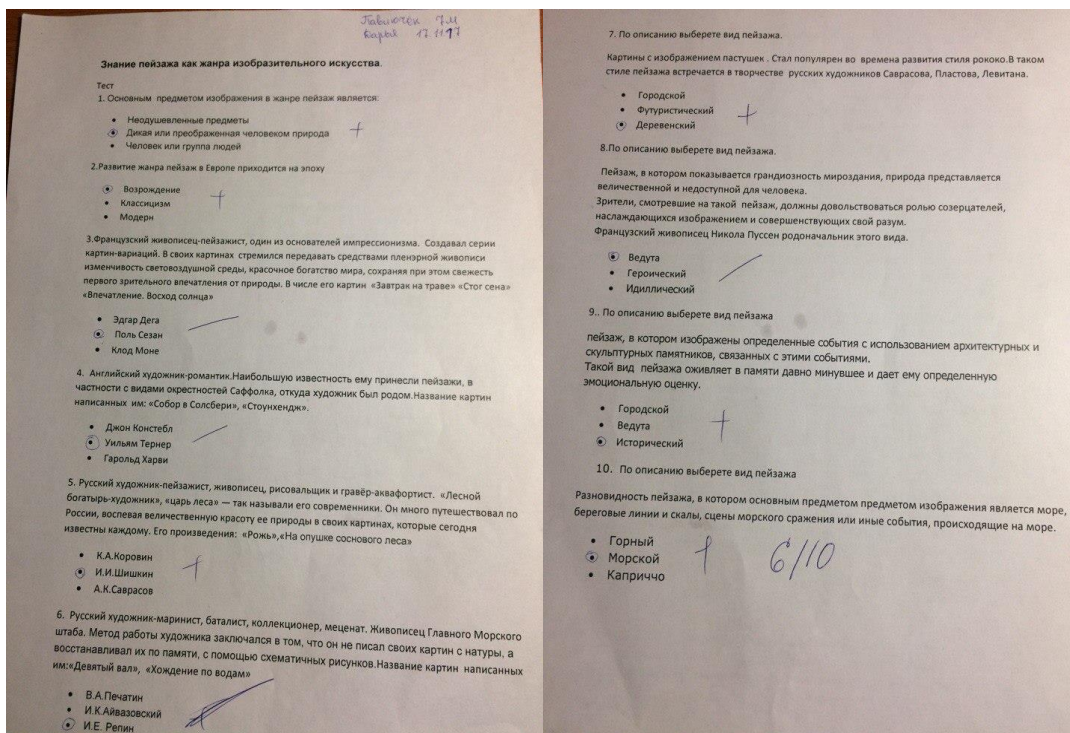 Павлючек 7М
Дарья 17.11.17
Знание пейзажа как жанра изобразительного искусства.
Тест
1. Основным предметом изображения в жанре пейзаж является:
• Неодушевленные предметы
• Дикая или преображенная человеком природа +
• Человек или группа людей
2.Развитие жанра пейзаж в Европе приходится на эпоху
• Возрождение
• Классицизм +
• Модерн
3.Французский живописец-пейзажист, один из основателей импрессионизма. Создавал серии
картин-вариаций. В своих картинах стремился передавать средствами пленэрной живописи
изменчивость световоздушной среды, красочное богатство мира, сохраняя при этом свежесть
первого зрительного впечатления от природы. В числе его картин «Завтрак на траве» «Стог сена»
«Впечатление. Восход солнца»
• Эдгар Дега
• Поль Сезан
• Клод Моне
4. Английский художник-романтик.Наибольшую известность ему принесли пейзажи, в
частности с видами окрестностей Саффолка, откуда художник был родом.Название картин
написанных им: «Собор в Солсбери», «Стоунхендж».
• Джон Констебл
• Уильям Тернер
• Гарольд Харви
5. Русский художник-пейзажист, живописец, рисовальщик и гравёр-аквафортист. «Лесной
богатырь-художник», «царь леса» — так называли его современники. Он много путешествовал по
России, воспевая величественную красоту ее природы в своих картинах, которые сегодня
известны каждому. Его произведения: «Рожь»,«На опушке соснового леса»
• К.А.Коровин
• И.И.Шишкин +
• А.К.Саврасов
6. Русский художник-маринист, баталист, коллекционер, меценат. Живописец Главного Морского
штаба. Метод работы художника заключался в том, что он не писал своих картин с натуры, а
восстанавливал их по памяти, с помощью схематичных рисунков.Название картин написанных
им:«Девятый вал», «Хождение по водам»
• В.А.Печатин
• И.К.Айвазовский
• И.Е. Репин
7. По описанию выберете вид пейзажа.
Картины с изображением пастушек . Стал популярен во времена развития стиля рококо.В таком
стиле пейзажа встречается в творчестве русских художников Саврасова, Пластова, Левитана.
• Городской
• Футуристический +
• Деревенский
8.По описанию выберете вид пейзажа.
Пейзаж, в котором показывается грандиозность мироздания, природа представляется
величественной и недоступной для человека.
Зрители, смотревшие на такой пейзаж, должны довольствоваться ролью созерцателей,
наслаждающихся изображением и совершенствующих свой разум.
Французский живописец Никола Пуссен родоначальник этого вида.
• Ведута
• Героический
• Идиллический
9.. По описанию выберете вид пейзажа
пейзаж, в котором изображены определенные события с использованием архитектурных и
скульптурных памятников, связанных с этими событиями.
Такой вид пейзажа оживляет в памяти давно минувшее и дает ему определенную
эмоциональную оценку.
• Городской
• Ведута +
• Исторический
10. По описанию выберете вид пейзажа
Разновидность пейзажа, в котором основным предметом предметом изображения является море,
береговые линии и скалы, сцены морского сражения или иные события, происходящие на море.
• Горный
• Морской + 6/10
• Каприччо